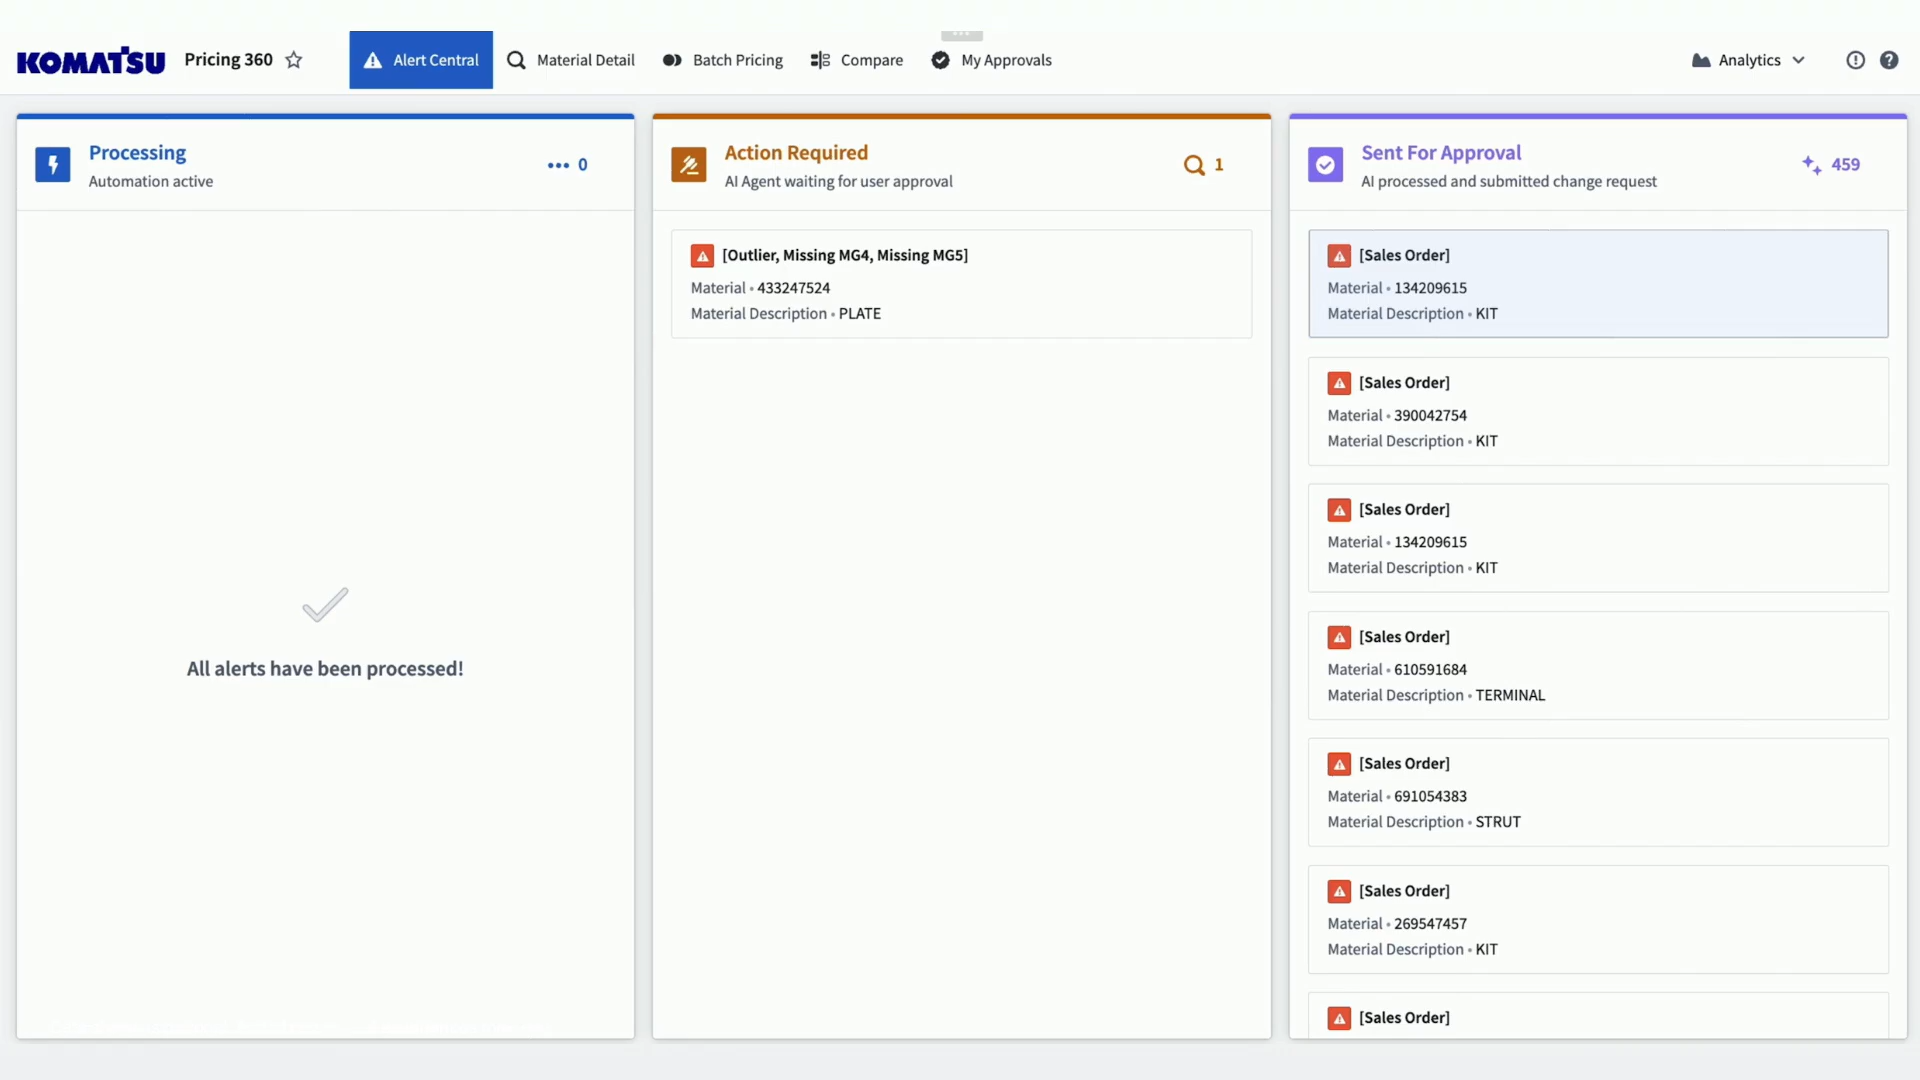 KOMATSU
Pricing 360
Alert Central
Material Detail
Batch Pricing
Compare
My Approvals
Analytics
Processing
Automation active
0
All alerts have been processed!
Action Required
AI Agent waiting for user approval
1
[Outlier, Missing MG4, Missing MG5]
Material • 433247524
Material Description • PLATE
Sent For Approval
AI processed and submitted change request
459
[Sales Order]
Material • 134209615
Material Description • KIT
[Sales Order]
Material • 390042754
Material Description • KIT
[Sales Order]
Material • 134209615
Material Description • KIT
[Sales Order]
Material • 610591684
Material Description • TERMINAL
[Sales Order]
Material • 691054383
Material Description • STRUT
[Sales Order]
Material • 269547457
Material Description • KIT
[Sales Order]